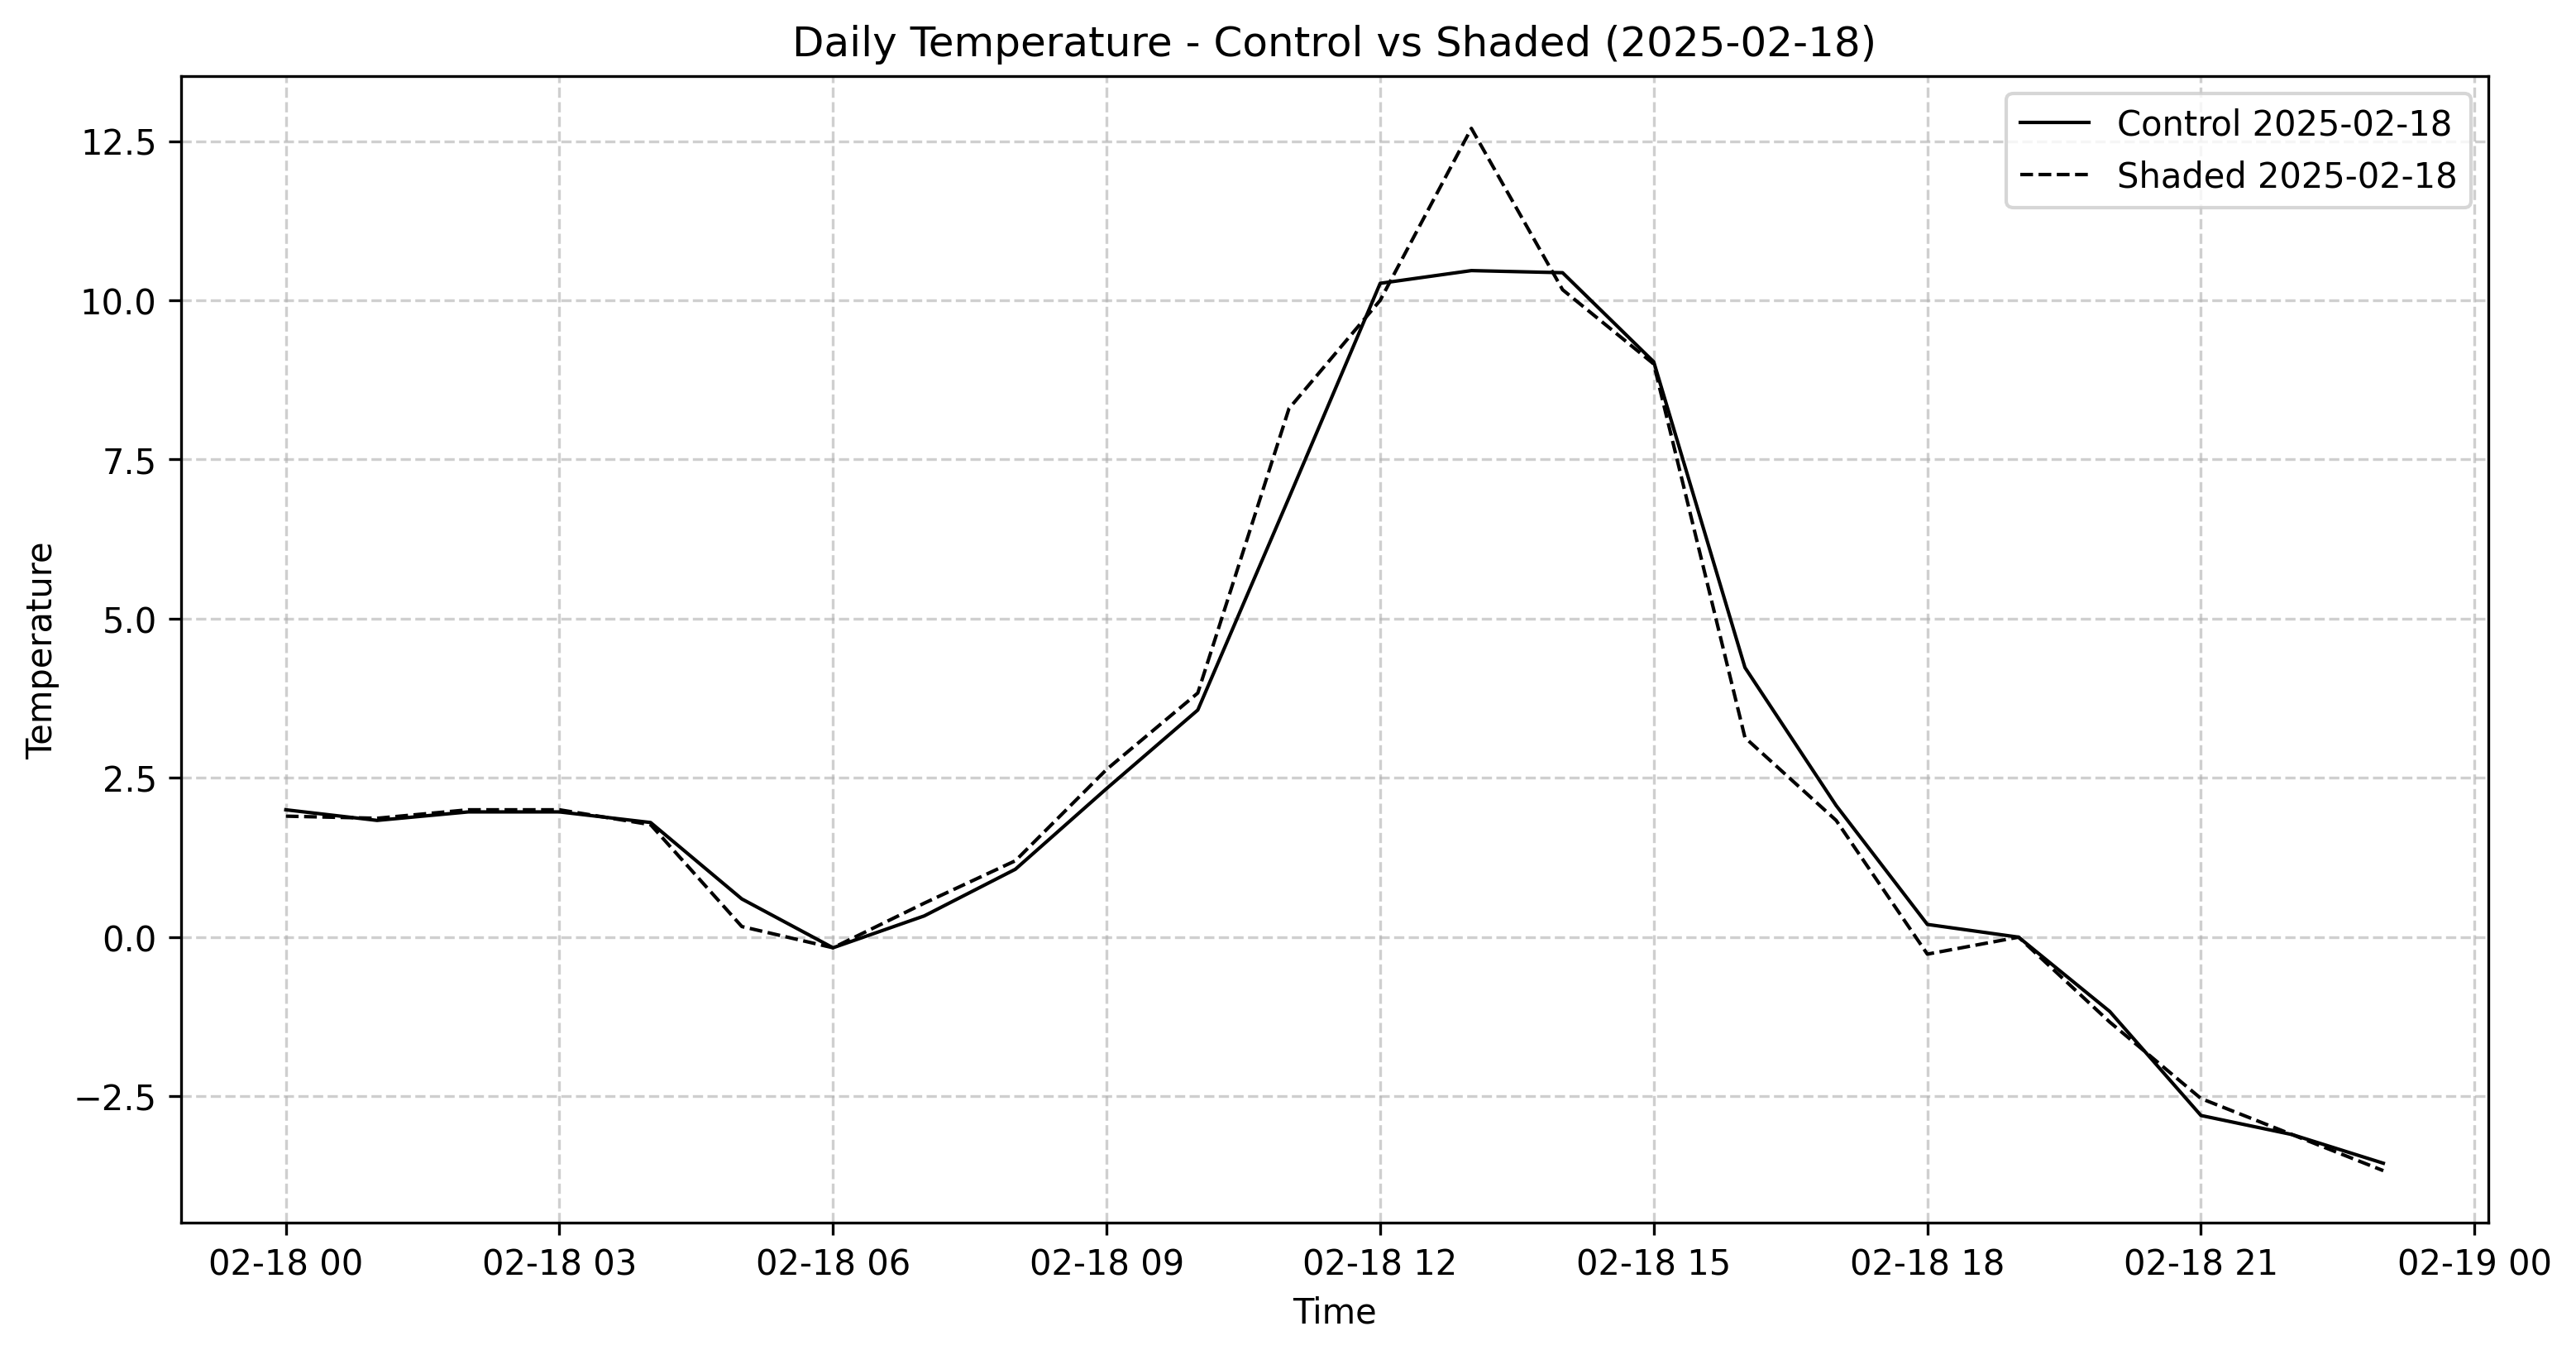 Daily Temperature - Control vs Shaded (2025-02-18)
Control 2025-02-18
Shaded 2025-02-18
12.5
10.0
7.5
5.0
2.5
0.0
−2.5
Temperature
02-18 00 02-18 03 02-18 06 02-18 09 02-18 12 02-18 15 02-18 18 02-18 21 02-19 00
Time